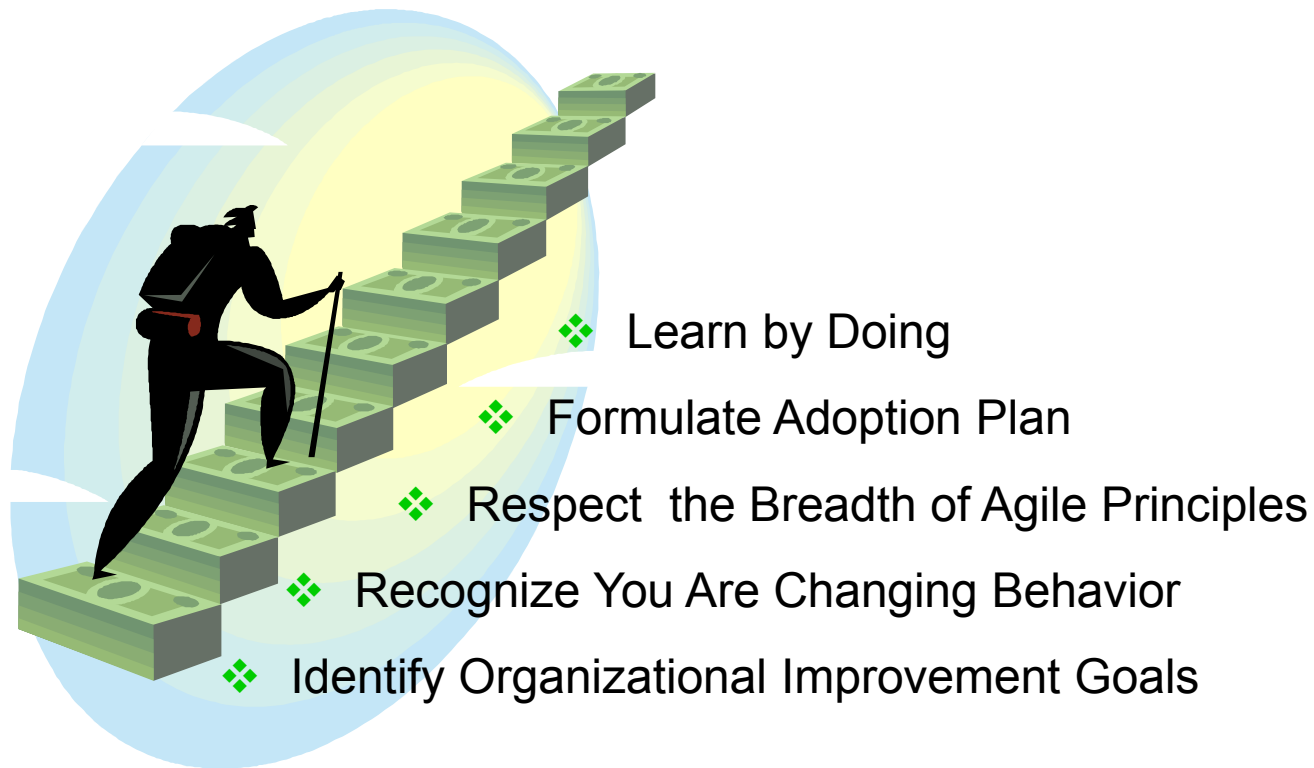 ❖ Learn by Doing
❖ Formulate Adoption Plan
❖ Respect  the Breadth of Agile Principles
❖ Recognize You Are Changing Behavior
❖ Identify Organizational Improvement Goals